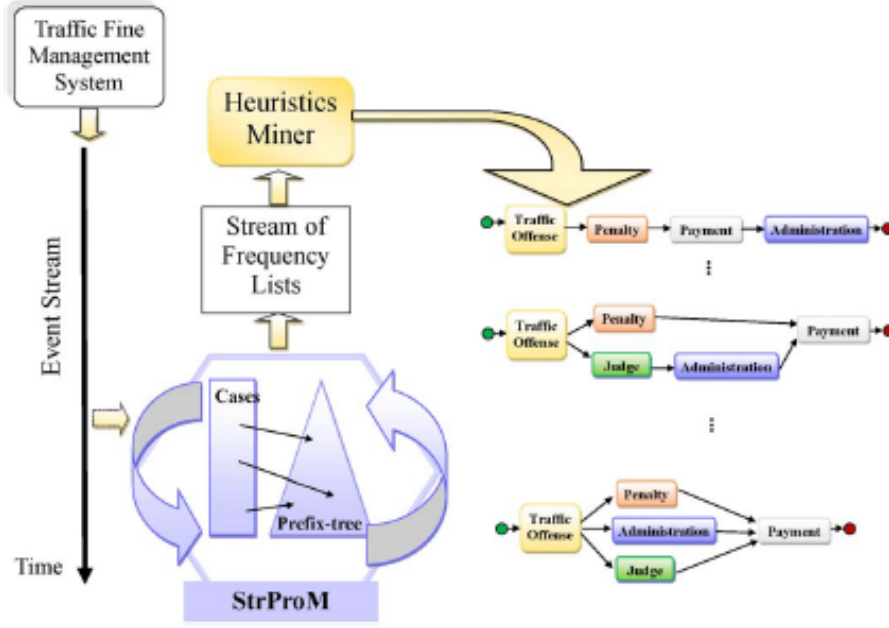 Traffic Fine
Management
System
Heuristics
Miner
Stream of
Frequency
Lists
Event Stream
Time
Cases
Prefix-tree
StrProM
Traffic
Offense
Penalty
Payment
Administration
Traffic
Offense
Penalty
Judge
Administration
Payment
Traffic
Offense
Penalty
Administration
Judge
Payment